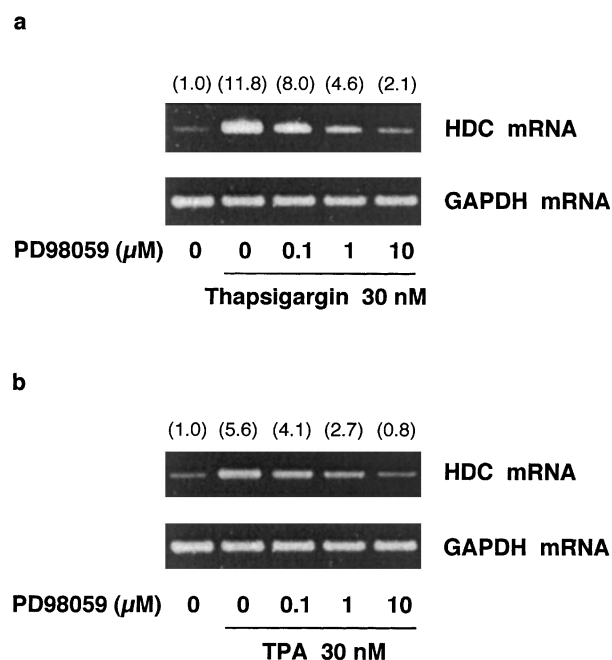 a
(1.0) (11.8) (8.0) (4.6) (2.1)
HDC mRNA
GAPDH mRNA
PD98059 (µM) 0 0 0.1 1 10
Thapsigargin 30 nM
b
(1.0) (5.6) (4.1) (2.7) (0.8)
HDC mRNA
GAPDH mRNA
PD98059 (µM) 0 0 0.1 1 10
TPA 30 nM